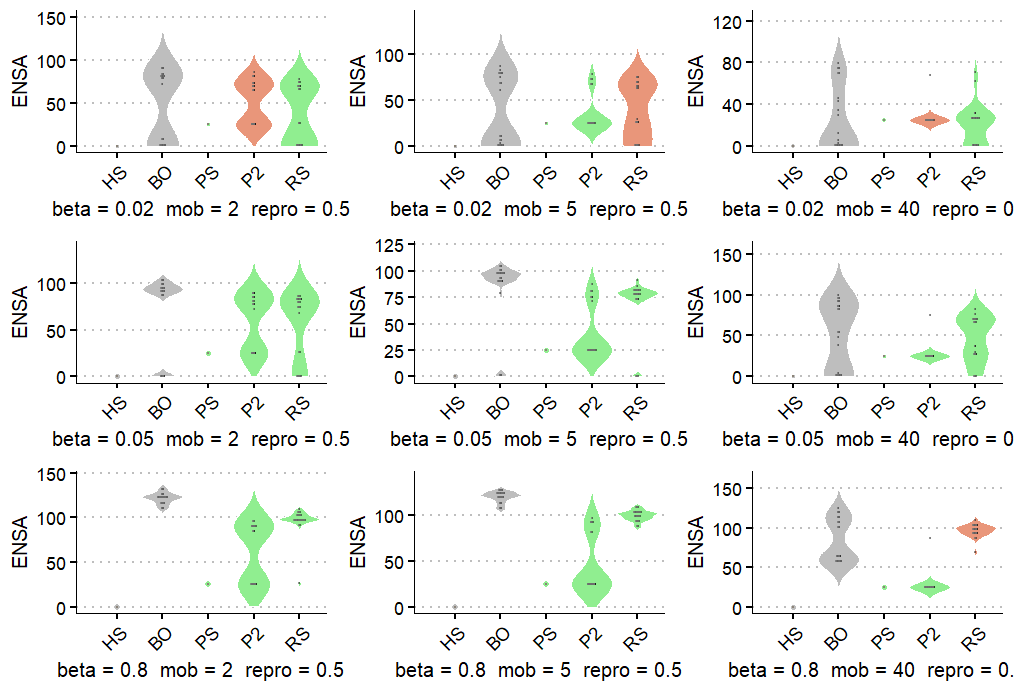 ENSA 150 100 50 0
HS BO PS P2 RS
beta = 0.02 mob = 2 repro = 0.5
ENSA 100 50 0
HS BO PS P2 RS
beta = 0.02 mob = 5 repro = 0.5
ENSA 120 80 40 0
HS BO PS P2 RS
beta = 0.02 mob = 40 repro = 0
ENSA 100 50 0
HS BO PS P2 RS
beta = 0.05 mob = 2 repro = 0.5
ENSA 125 100 75 50 25 0
HS BO PS P2 RS
beta = 0.05 mob = 5 repro = 0.5
ENSA 150 100 50 0
HS BO PS P2 RS
beta = 0.05 mob = 40 repro = 0
ENSA 150 100 50 0
HS BO PS P2 RS
beta = 0.8 mob = 2 repro = 0.5
ENSA 100 50 0
HS BO PS P2 RS
beta = 0.8 mob = 5 repro = 0.5
ENSA 150 100 50 0
HS BO PS P2 RS
beta = 0.8 mob = 40 repro = 0.